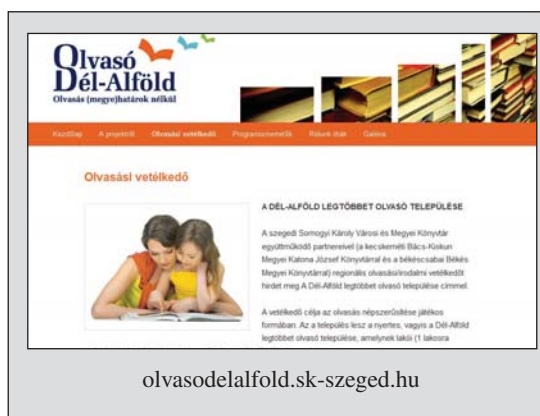 Olvasó
Dél-Alföld
Olvasás (megye)határok nélkül
Kezdőlap A projektről Olvasási vetélkedő Programismertetők Rólunk írták Galéria
Olvasási vetélkedő
A DÉL-ALFÖLD LEGTÖBBET OLVASÓ TELEPÜLÉSE
A szegedi Somogyi Károly Városi és Megyei Könyvtár
együttműködő partnereivel (a kecskeméti Bács-Kiskun
Megyei Katona József Könyvtárral és a békéscsabai Békés
Megyei Könyvtárral) regionális olvasási/irodalmi vetélkedőt
hirdet meg A Dél-Alföld legtöbbet olvasó települése címmel.
A vetélkedő célja az olvasás népszerűsítése játékos
formában. Az a település lesz a nyertes, vagyis a Dél-Alföld
legtöbbet olvasó települése, amelynek lakói (1 lakosra
olvasodelalfold.sk-szeged.hu